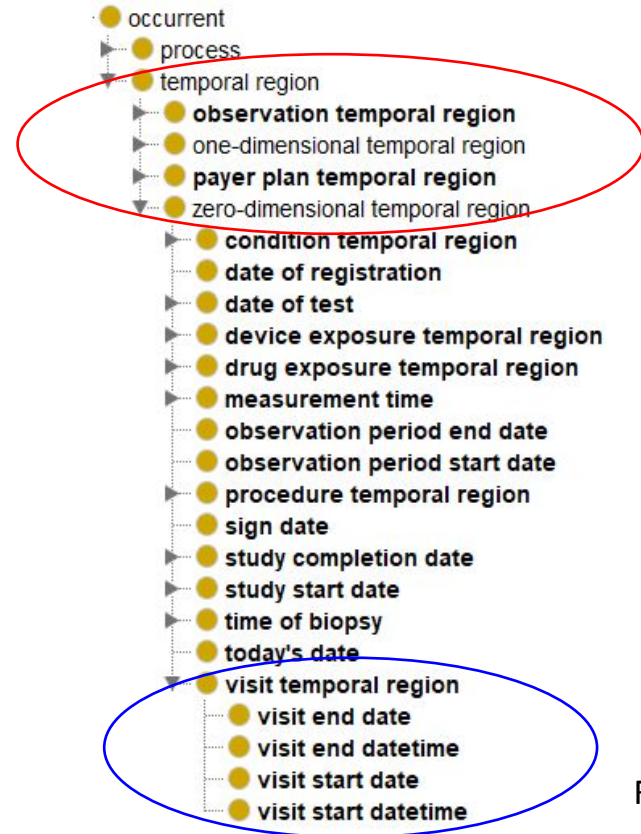 occurrent
process
temporal region
observation temporal region
one-dimensional temporal region
payer plan temporal region
zero-dimensional temporal region
condition temporal region
date of registration
date of test
device exposure temporal region
drug exposure temporal region
measurement time
observation period end date
observation period start date
procedure temporal region
sign date
study completion date
study start date
time of biopsy
today's date
visit temporal region
visit end date
visit end datetime
visit start date
F
visit start datetime